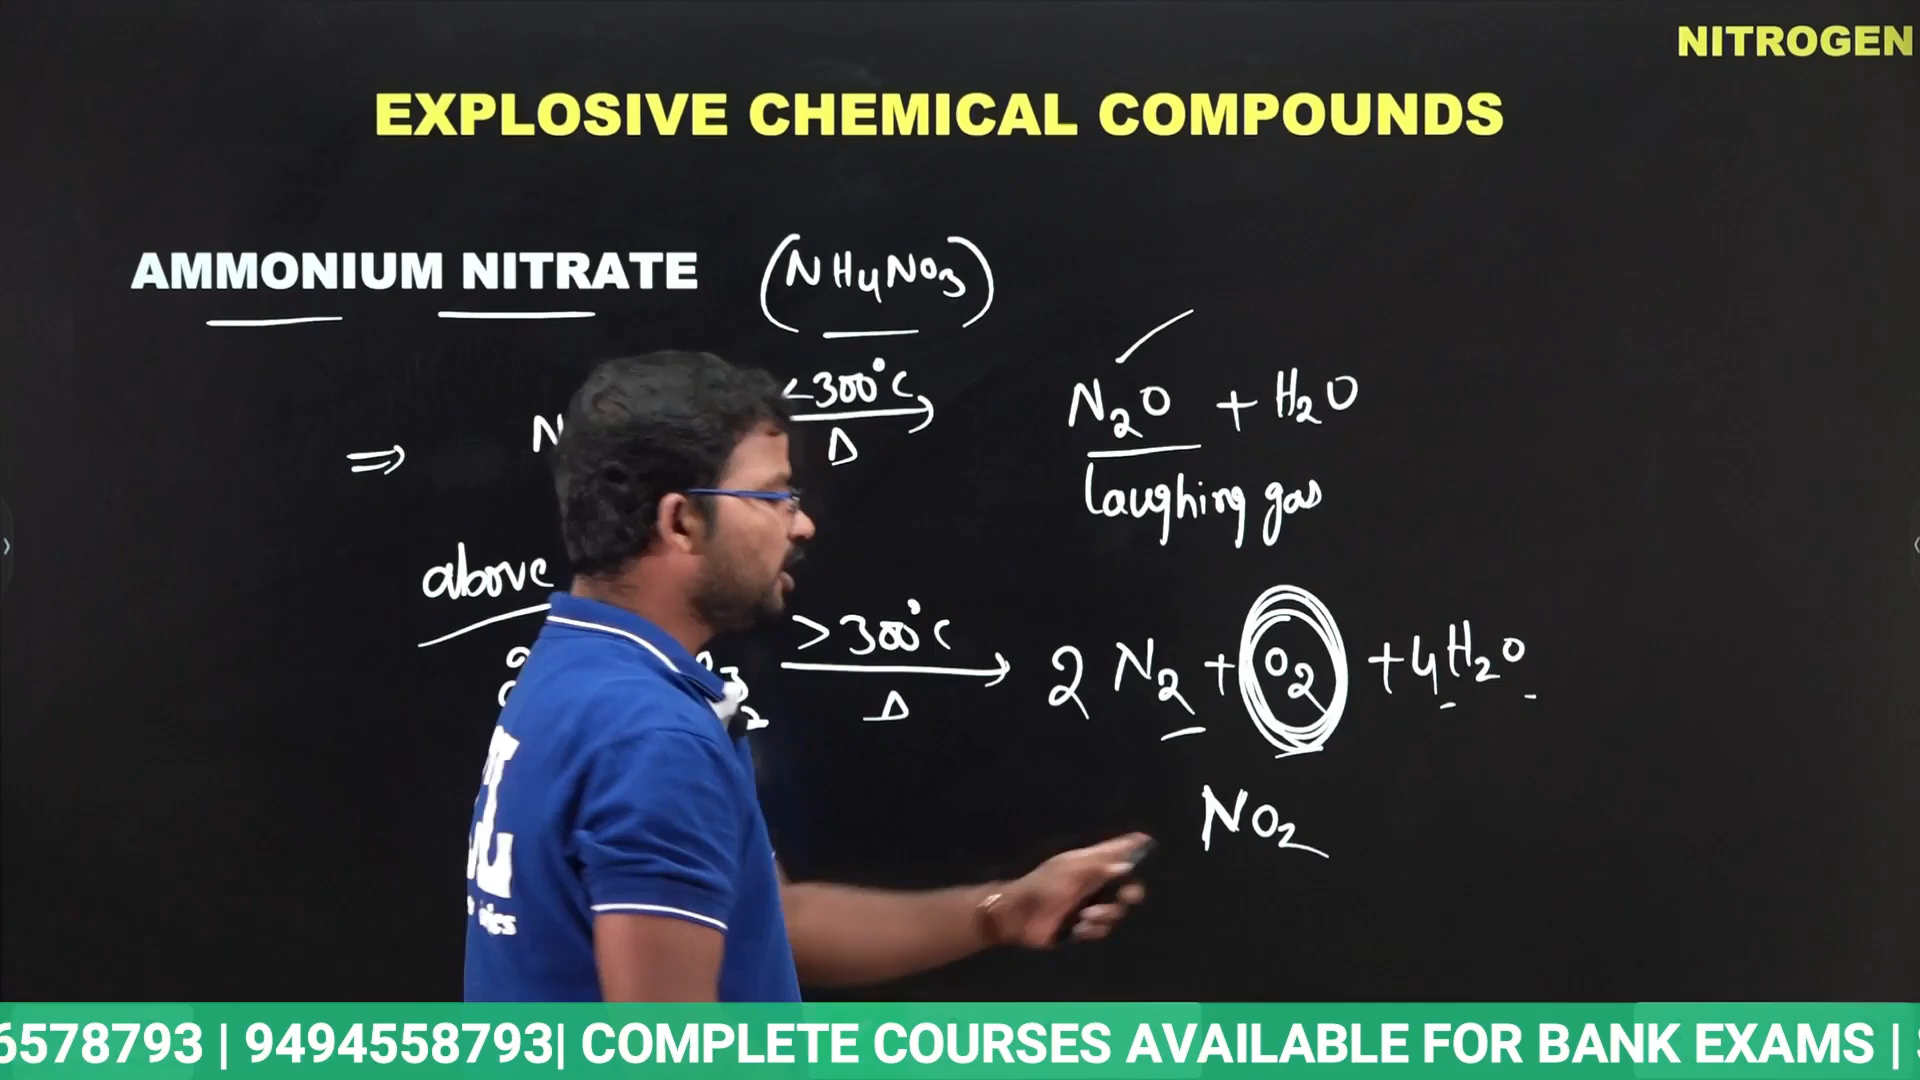 NITROGEN
EXPLOSIVE CHEMICAL COMPOUNDS
AMMONIUM NITRATE (NH4NO3)
⇒ N <300°C Δ N2O + H2O
laughing gas
above
>300°C Δ 2 N2 + O2 + 4H2O
NO2
6578793 | 9494558793| COMPLETE COURSES AVAILABLE FOR BANK EXAMS |